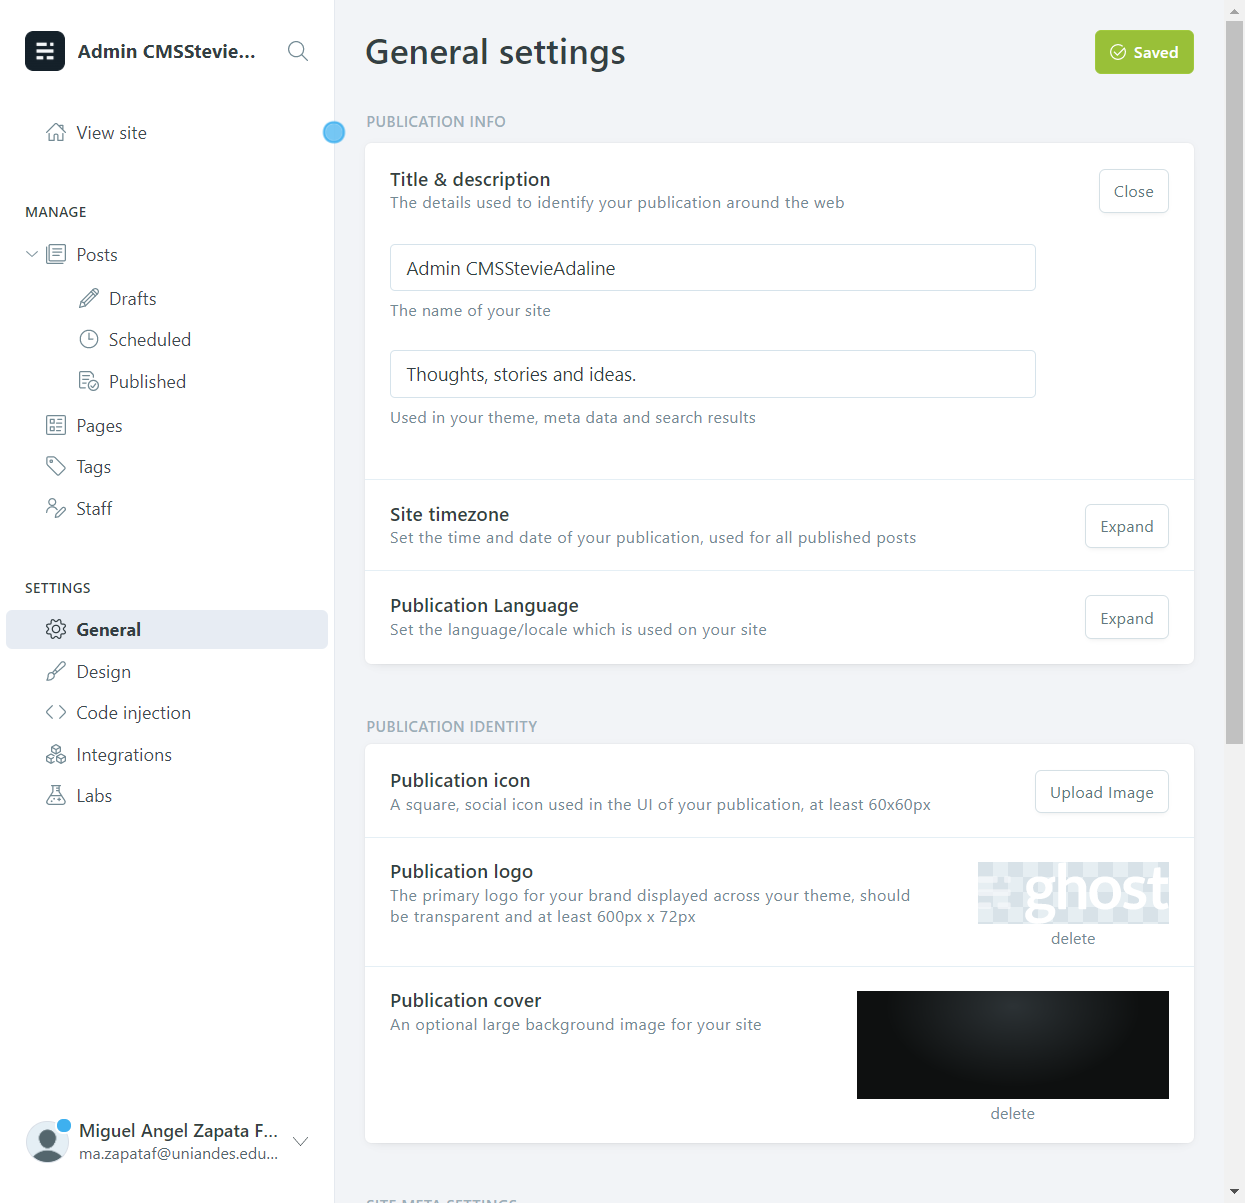 Admin CMSStevie...
General settings
Saved
View site
PUBLICATION INFO
Title & description
The details used to identify your publication around the web
Close
MANAGE
Posts
Drafts
Scheduled
Published
Pages
Tags
Staff
Admin CMSStevieAdaline
The name of your site
Thoughts, stories and ideas.
Used in your theme, meta data and search results
Site timezone
Set the time and date of your publication, used for all published posts
Expand
Publication Language
Set the language/locale which is used on your site
Expand
SETTINGS
General
Design
Code injection
Integrations
Labs
PUBLICATION IDENTITY
Publication icon
A square, social icon used in the UI of your publication, at least 60x60px
Upload Image
Publication logo
The primary logo for your brand displayed across your theme, should
be transparent and at least 600px x 72px
ghost
delete
Publication cover
An optional large background image for your site
delete
Miguel Angel Zapata F...
ma.zapataf@uniandes.edu...
SITE META SETTINGS